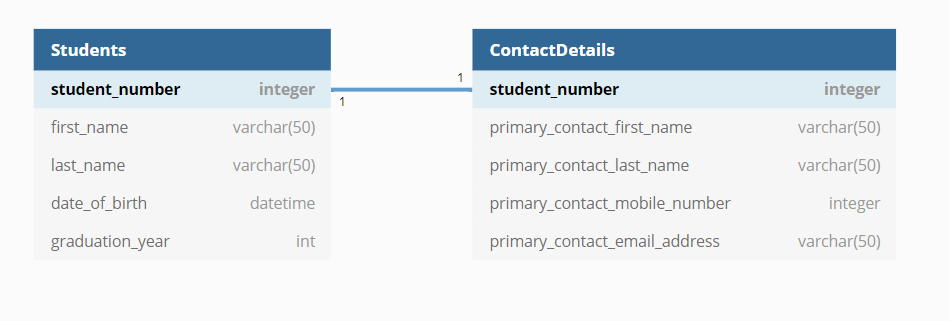 Students
student_number integer
first_name varchar(50)
last_name varchar(50)
date_of_birth datetime
graduation_year int
1
1
ContactDetails
student_number integer
primary_contact_first_name varchar(50)
primary_contact_last_name varchar(50)
primary_contact_mobile_number integer
primary_contact_email_address varchar(50)